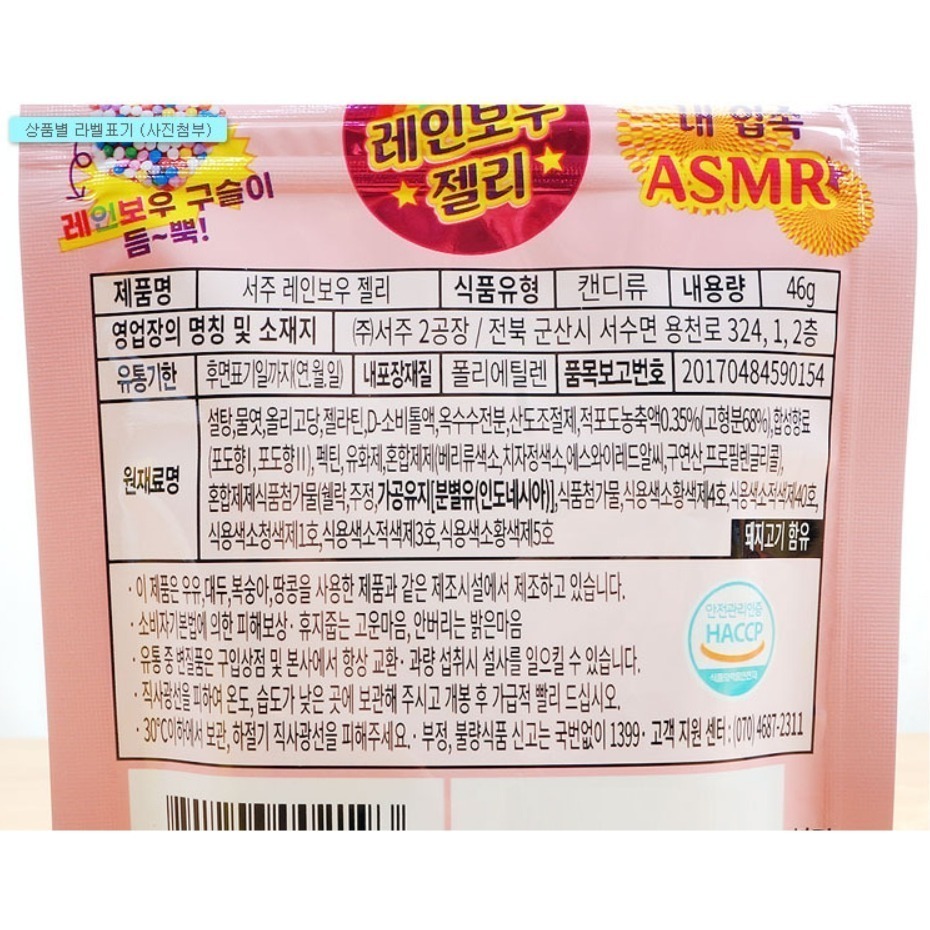 상품별 라벨표기 (사진첨부)
레인보우
젤리
내 입속
ASMR
레인보우 구슬이
듬~뿍!
제품명 서주 레인보우 젤리 식품유형 캔디류 내용량 46g
영업장의 명칭 및 소재지 ㈜서주 2공장 / 전북 군산시 서수면 용천로 324, 1, 2층
유통기한 후면표기일까지(연.월.일) 내포장재질 폴리에틸렌 품목보고번호 20170484590154
원재료명
설탕,물엿,올리고당,젤라틴,D-소비톨액,옥수수전분,산도조절제,적포도농축액0.35%(고형분68%),합성향료
(포도향I,포도향II),펙틴,유화제,혼합제제(베리류색소,치자정색소,에스와이레드알씨,구연산,프로필렌글리콜),
혼합제제식품첨가물(쉘락,주정,가공유지[분별유(인도네시아)],식품첨가물,식용색소황색제4호,식용색소적색제40호,
식용색소청색제1호,식용색소적색제3호,식용색소황색제5호
돼지고기 함유
· 이 제품은 우유,대두,복숭아,땅콩을 사용한 제품과 같은 제조시설에서 제조하고 있습니다.
· 소비자기본법에 의한 피해보상 · 휴지줍는 고운마음, 안버리는 밝은마음
· 유통 중 변질품은 구입상점 및 본사에서 항상 교환 · 과량 섭취시 설사를 일으킬 수 있습니다.
· 직사광선을 피하여 온도, 습도가 낮은 곳에 보관해 주시고 개봉 후 가급적 빨리 드십시오.
· 30℃이하에서 보관, 하절기 직사광선을 피해주세요. · 부정, 불량식품 신고는 국번없이 1399 · 고객 지원 센터 : (070) 4687-2311
안전관리인증
HACCP
식품의약품안전처